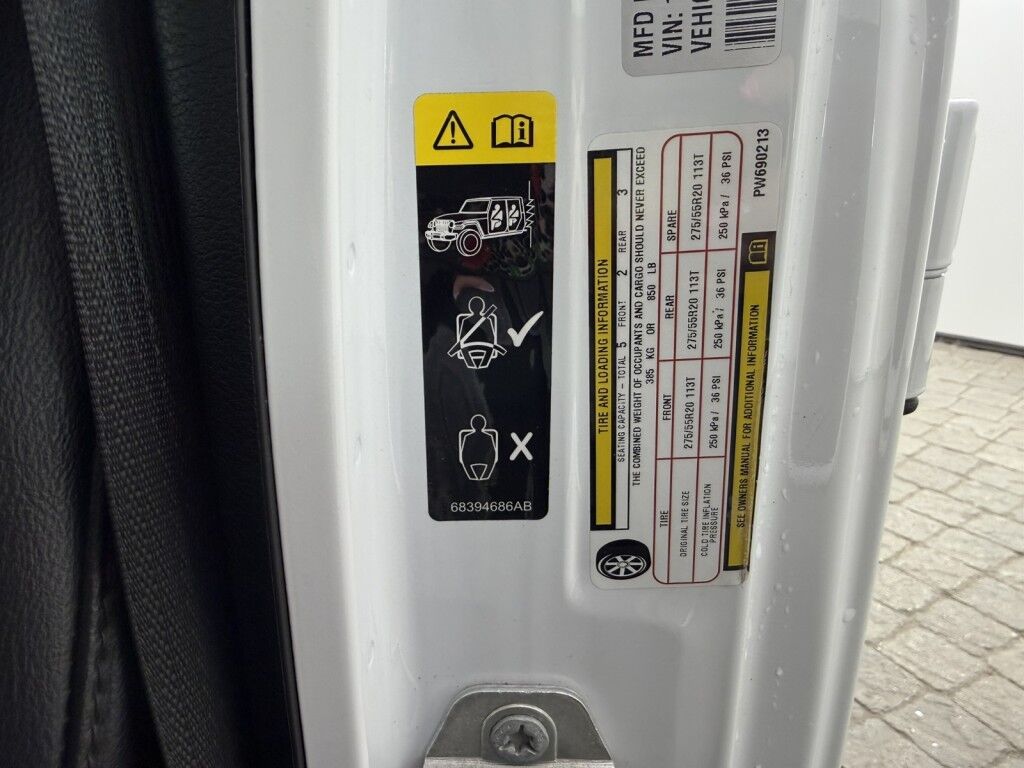 MFD
VIN:
VEHIC
68394686AB
TIRE AND LOADING INFORMATION
SEATING CAPACITY - TOTAL 5 FRONT 2 REAR 3
THE COMBINED WEIGHT OF OCCUPANTS AND CARGO SHOULD NEVER EXCEED
385 KG OR 850 LB
TIRE FRONT REAR SPARE
ORIGINAL TIRE SIZE 275/55R20 113T 275/55R20 113T 275/55R20 113T
COLD TIRE INFLATION PRESSURE 250 kPa/ 36 PSI 250 kPa/ 36 PSI 250 kPa/ 36 PSI
SEE OWNERS MANUAL FOR ADDITIONAL INFORMATION
PW690213